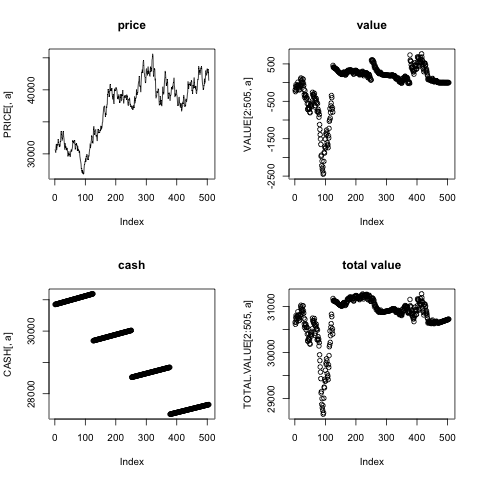 price
PRICE[, a]
30000 40000
0 100 200 300 400 500
Index
value
VALUE[2:505, a]
-2500 -1500 -500 500
0 100 200 300 400 500
Index
cash
CASH[, a]
28000 30000
0 100 200 300 400 500
Index
total value
TOTAL.VALUE[2:505, a]
29000 30000 31000
0 100 200 300 400 500
Index